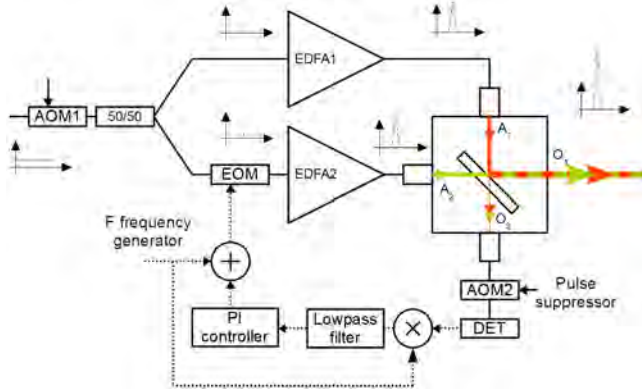 EDFA1
AOM1
50/50
A1
O1
EDFA2
EOM
A2
O2
F frequency
generator
+
AOM2
Pulse
suppressor
PI
controller
Lowpass
filter
×
DET